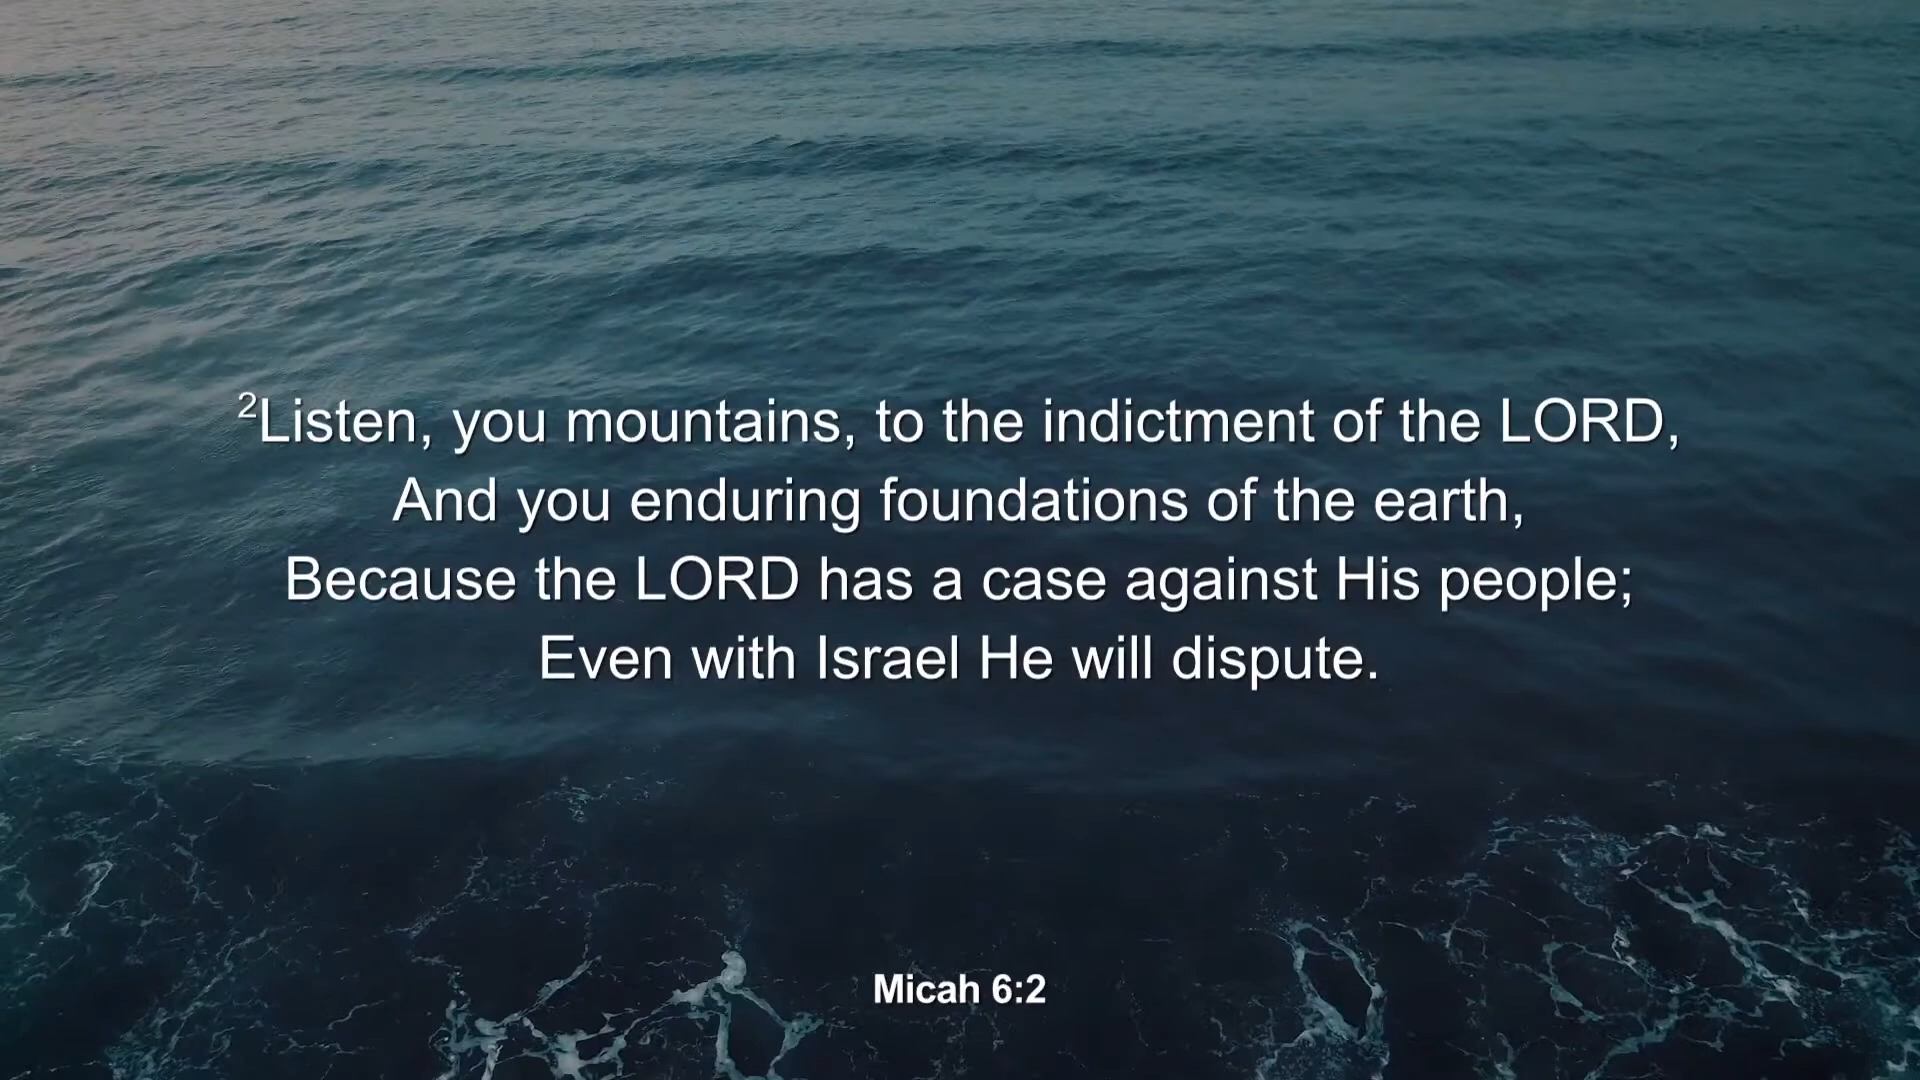 ²Listen, you mountains, to the indictment of the LORD,
And you enduring foundations of the earth,
Because the LORD has a case against His people;
Even with Israel He will dispute.
Micah 6:2